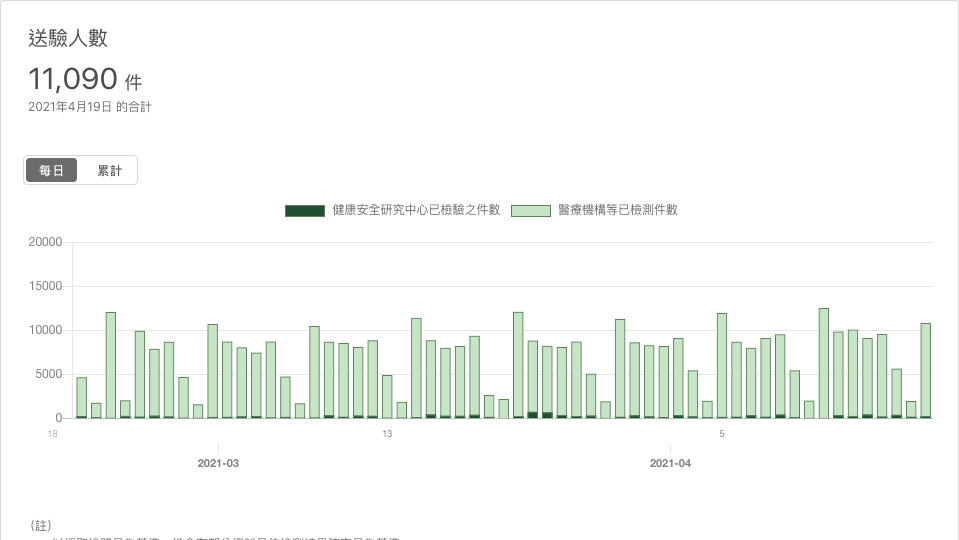 送驗人數
11,090 件
2021年4月19日 的合計
每日 累計
健康安全研究中心已檢驗之件數 醫療機構等已檢測件數
20000
15000
10000
5000
0
18 13 5
2021-03 2021-04
(註)